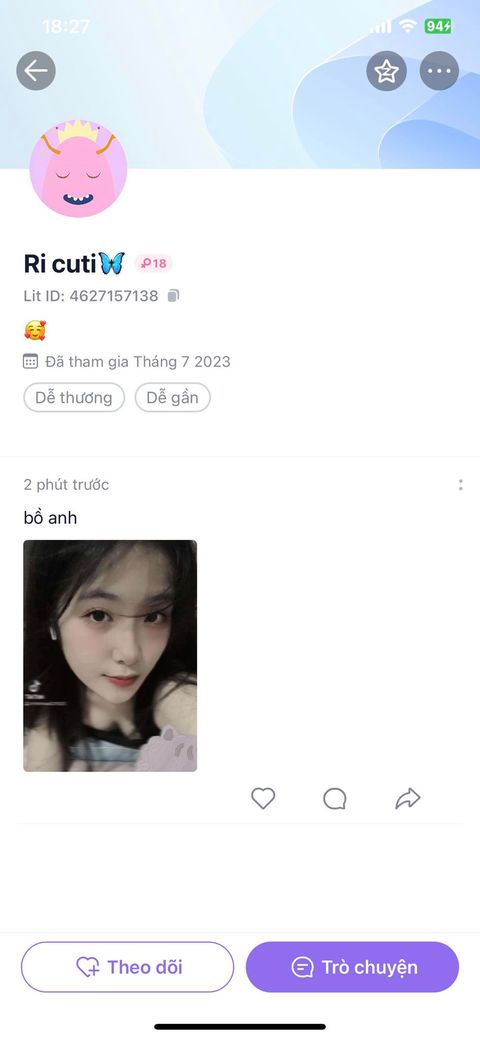 18:27
94
Ri cuti🦋 18
Lit ID: 4627157138
🥰
Đã tham gia Tháng 7 2023
Dễ thương Dễ gần
2 phút trước
bồ anh
TikTok
Theo dõi Trò chuyện